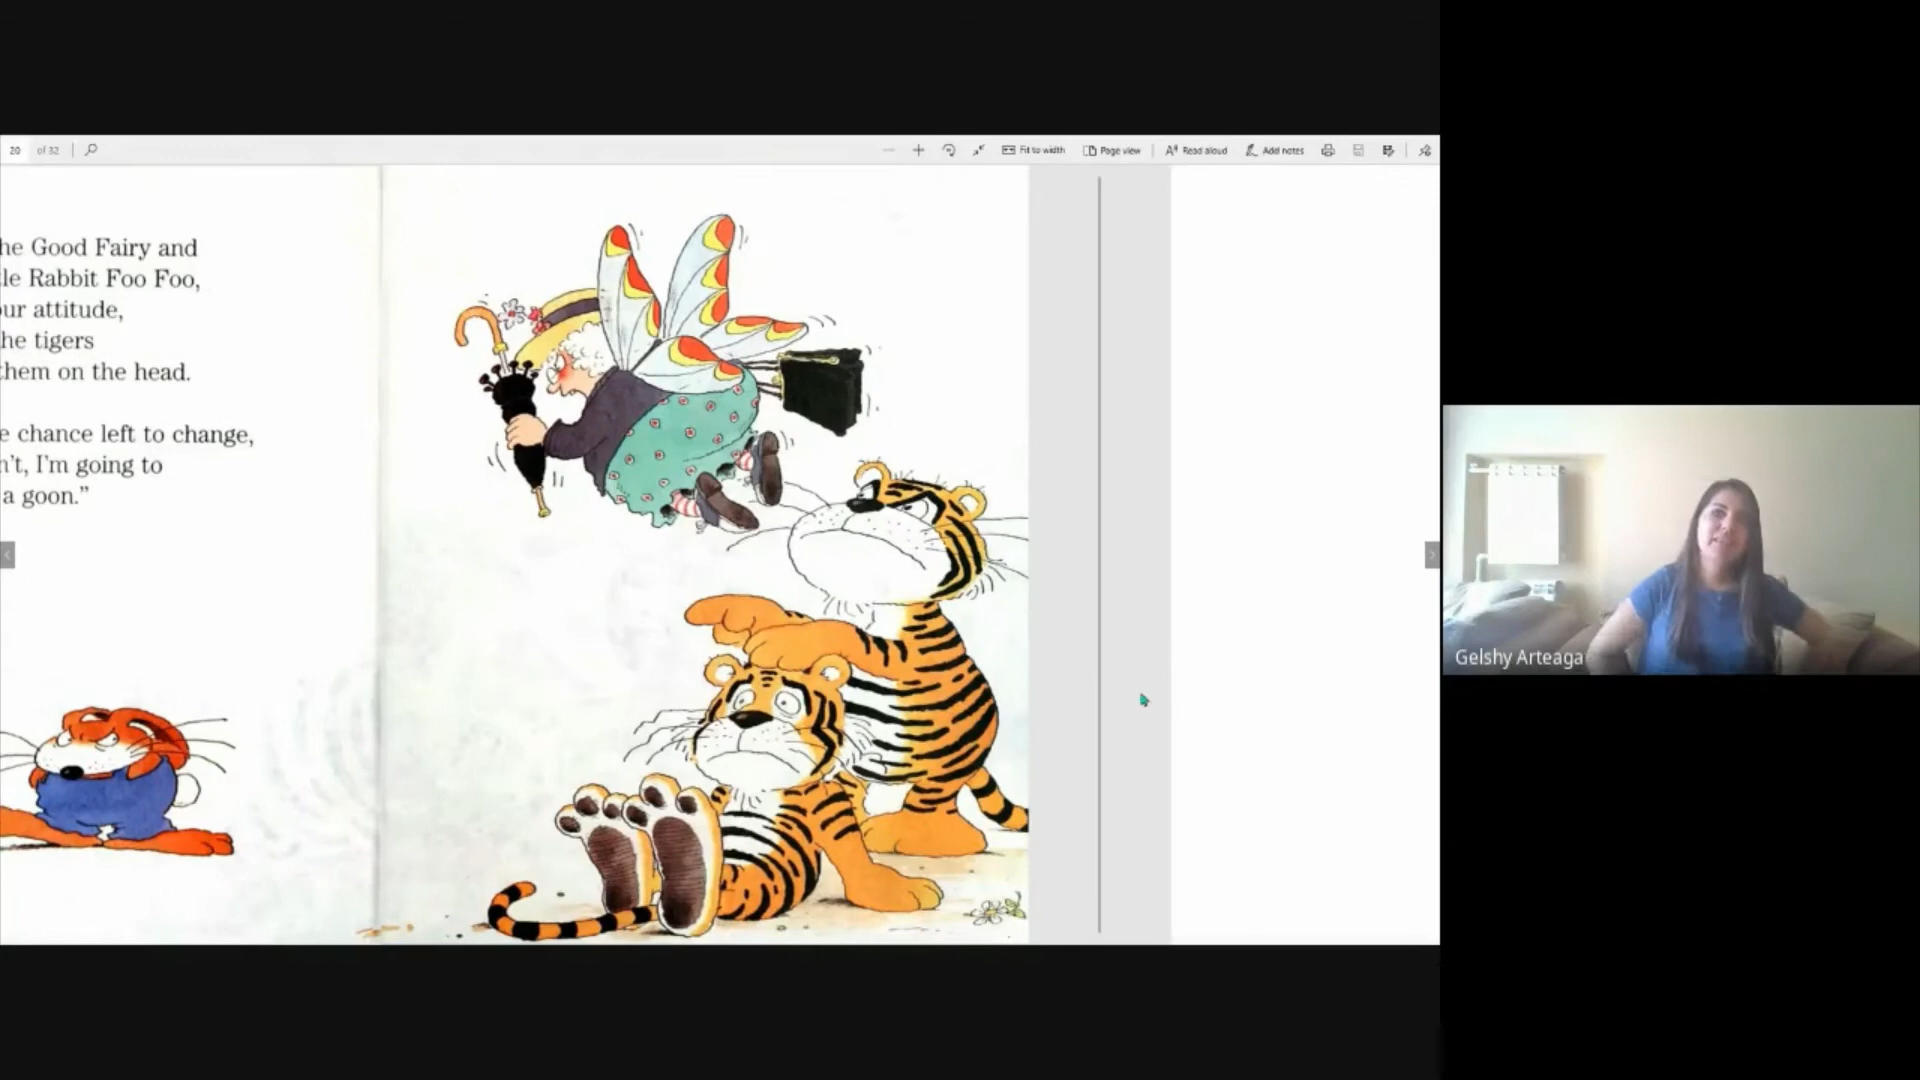 20 of 32
Fit to width
Page view
Read aloud
Add notes
he Good Fairy and
le Rabbit Foo Foo,
ur attitude,
he tigers
them on the head.
e chance left to change,
n't, I'm going to
a goon.”
Gelshy Arteaga